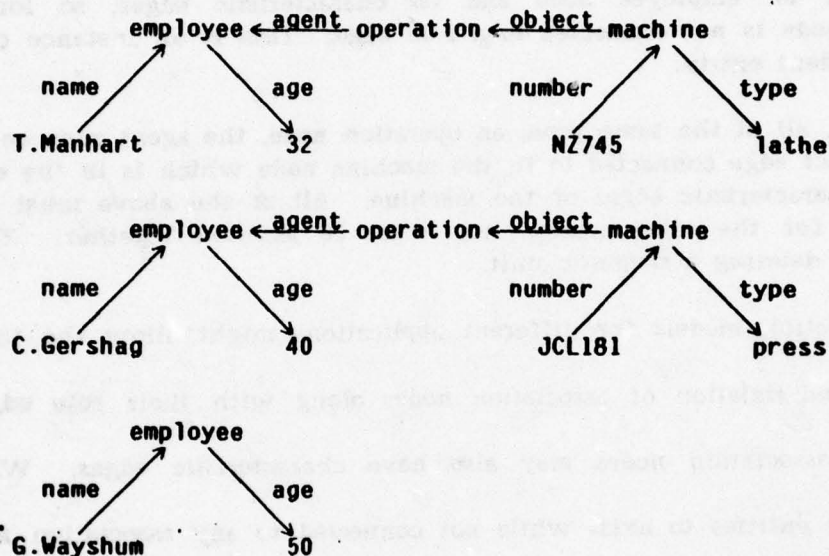 employee agent operation object machine
name age number type
T.Manhart 32 NZ745 lathe
employee agent operation object machine
name age number type
C.Gershag 40 JCL181 press
employee
name age
G.Wayshum 50